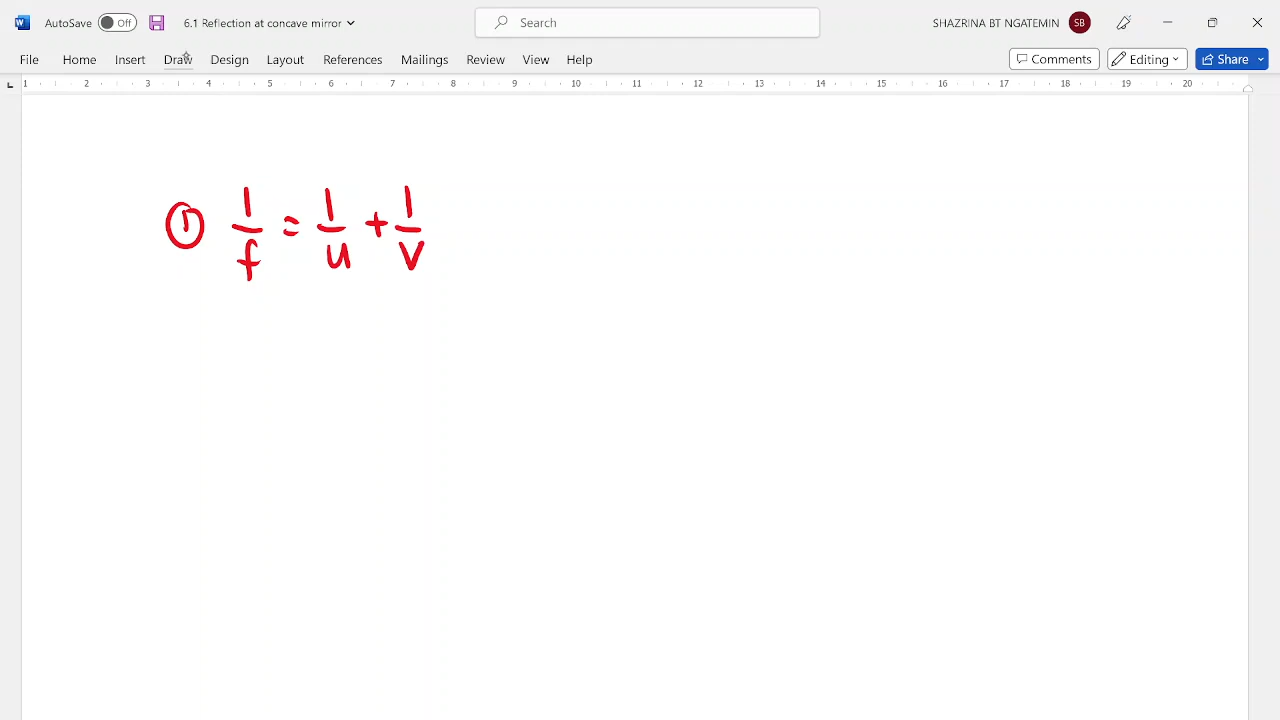 AutoSave Off 6.1 Reflection at concave mirror Search SHAZRINA BT NGATEMIN SB
File Home Insert Draw Design Layout References Mailings Review View Help Comments Editing Share
1 2 3 4 5 6 7 8 9 10 11 12 13 14 15 16 17 18 19 20
① 1/f = 1/u + 1/v